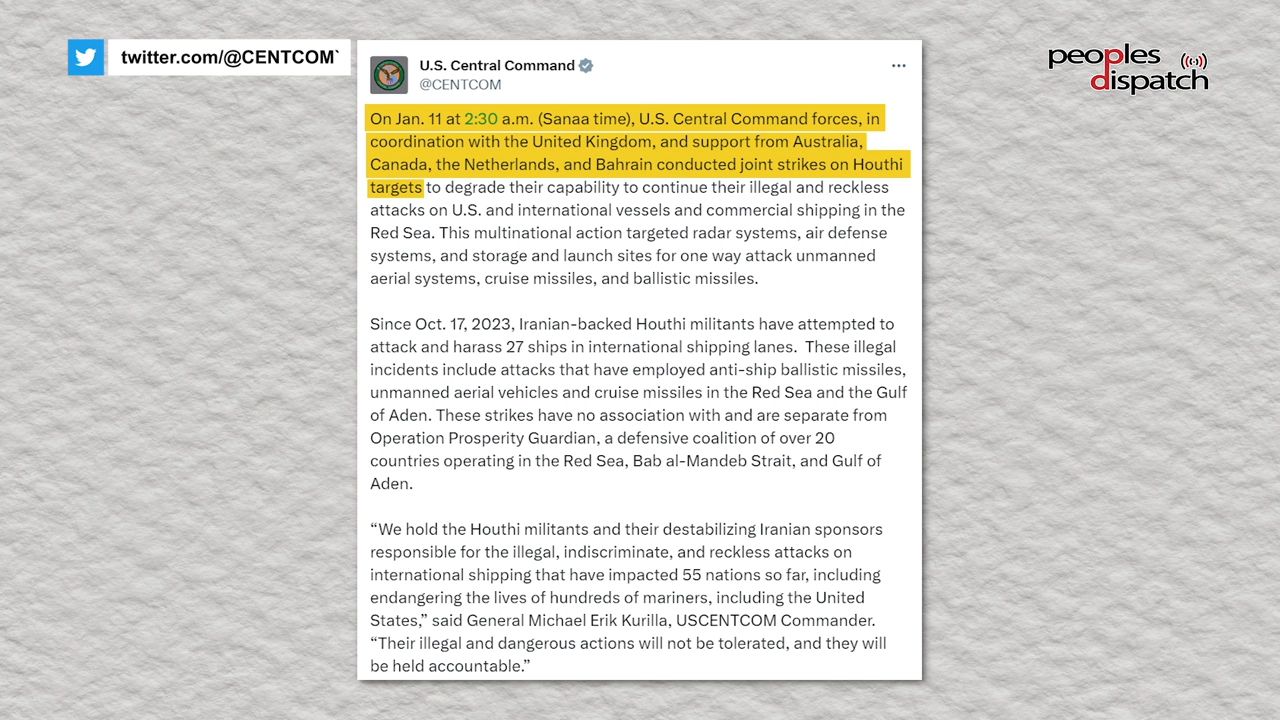 twitter.com/@CENTCOM`
peoples
dispatch
U.S. Central Command
@CENTCOM
On Jan. 11 at 2:30 a.m. (Sanaa time), U.S. Central Command forces, in
coordination with the United Kingdom, and support from Australia,
Canada, the Netherlands, and Bahrain conducted joint strikes on Houthi
targets to degrade their capability to continue their illegal and reckless
attacks on U.S. and international vessels and commercial shipping in the
Red Sea. This multinational action targeted radar systems, air defense
systems, and storage and launch sites for one way attack unmanned
aerial systems, cruise missiles, and ballistic missiles.
Since Oct. 17, 2023, Iranian-backed Houthi militants have attempted to
attack and harass 27 ships in international shipping lanes.  These illegal
incidents include attacks that have employed anti-ship ballistic missiles,
unmanned aerial vehicles and cruise missiles in the Red Sea and the Gulf
of Aden. These strikes have no association with and are separate from
Operation Prosperity Guardian, a defensive coalition of over 20
countries operating in the Red Sea, Bab al-Mandeb Strait, and Gulf of
Aden.
“We hold the Houthi militants and their destabilizing Iranian sponsors
responsible for the illegal, indiscriminate, and reckless attacks on
international shipping that have impacted 55 nations so far, including
endangering the lives of hundreds of mariners, including the United
States,” said General Michael Erik Kurilla, USCENTCOM Commander.
“Their illegal and dangerous actions will not be tolerated, and they will
be held accountable.”